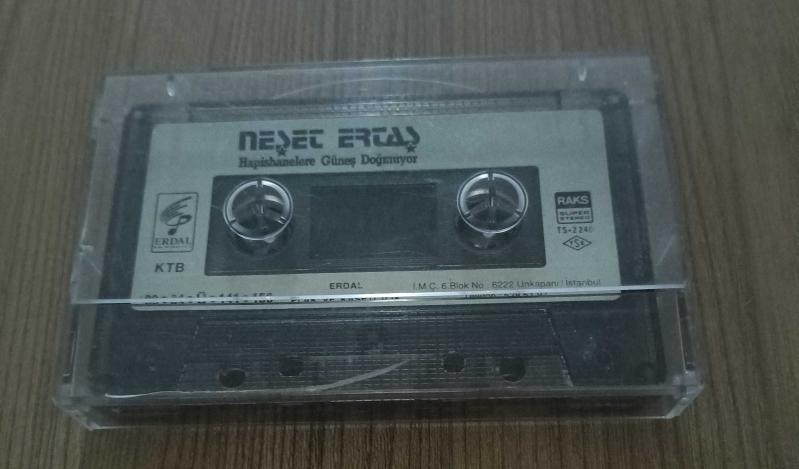 NEŞET ERTAŞ
Hapishanelere Güneş Doğmuyor
RAKS
SUPER
STEREO
TS-2240
TSE
ERDAL
KTB
ERDAL
İ.M.Ç. 6.Blok No : 6222 Unkapanı / İstanbul